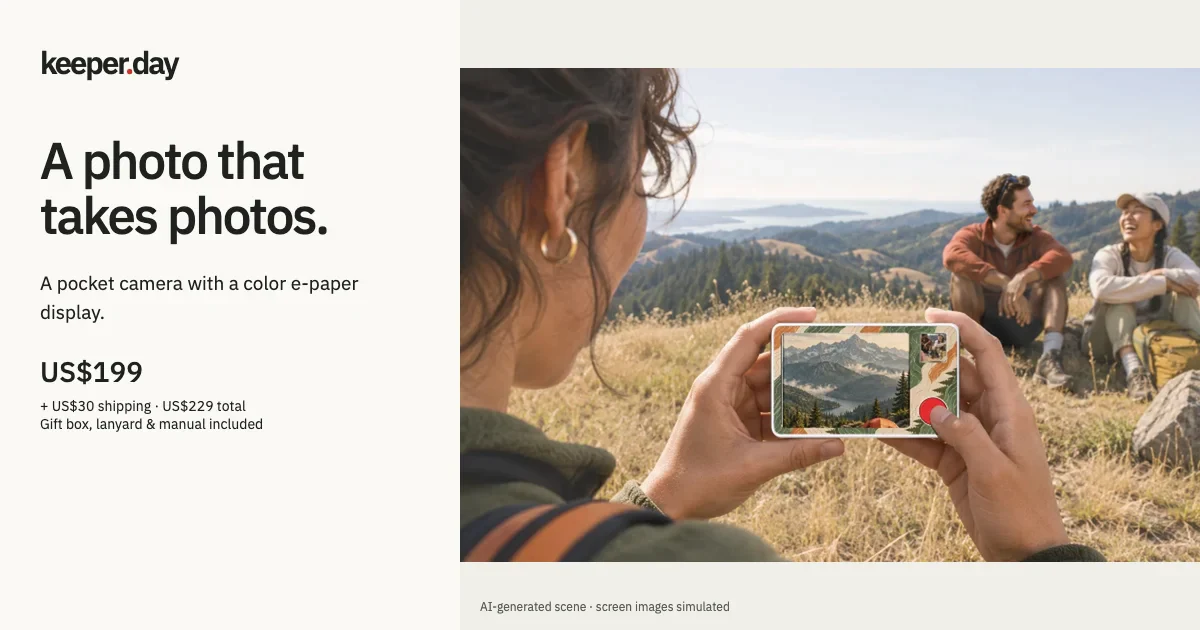 keeper.day
A photo that
takes photos.
A pocket camera with a color e-paper
display.
US$199
+ US$30 shipping · US$229 total
Gift box, lanyard & manual included
AI-generated scene · screen images simulated